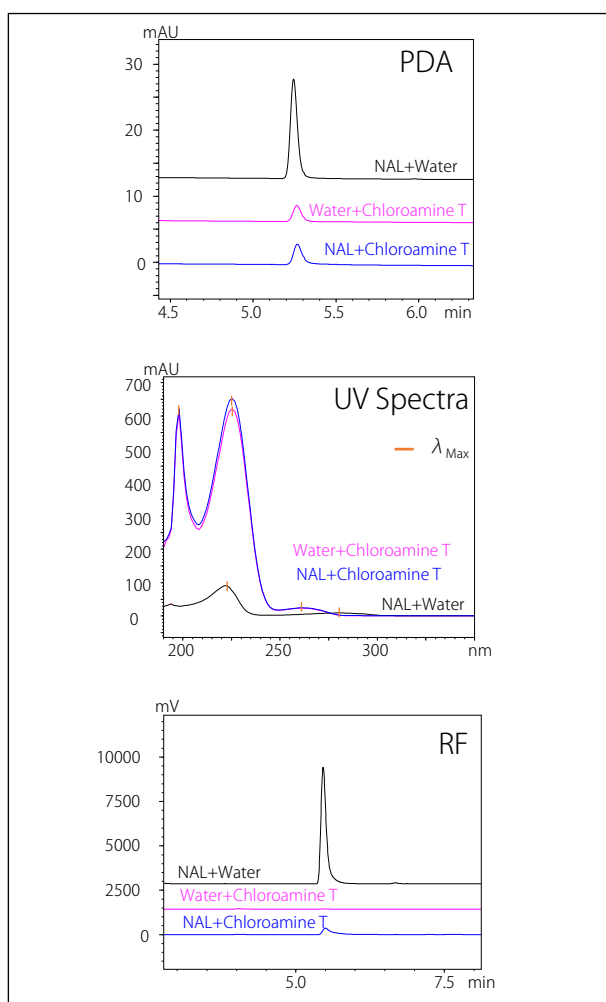 mAU
PDA
30
20
10
0
NAL+Water
Water+Chloroamine T
NAL+Chloroamine T
4.5 5.0 5.5 6.0 min
mAU
UV Spectra
700
600
500
400
300
200
100
0
λMax
Water+Chloroamine T
NAL+Chloroamine T
NAL+Water
200 250 300 nm
mV
RF
10000
7500
5000
2500
0
NAL+Water
Water+Chloroamine T
NAL+Chloroamine T
5.0 7.5 min